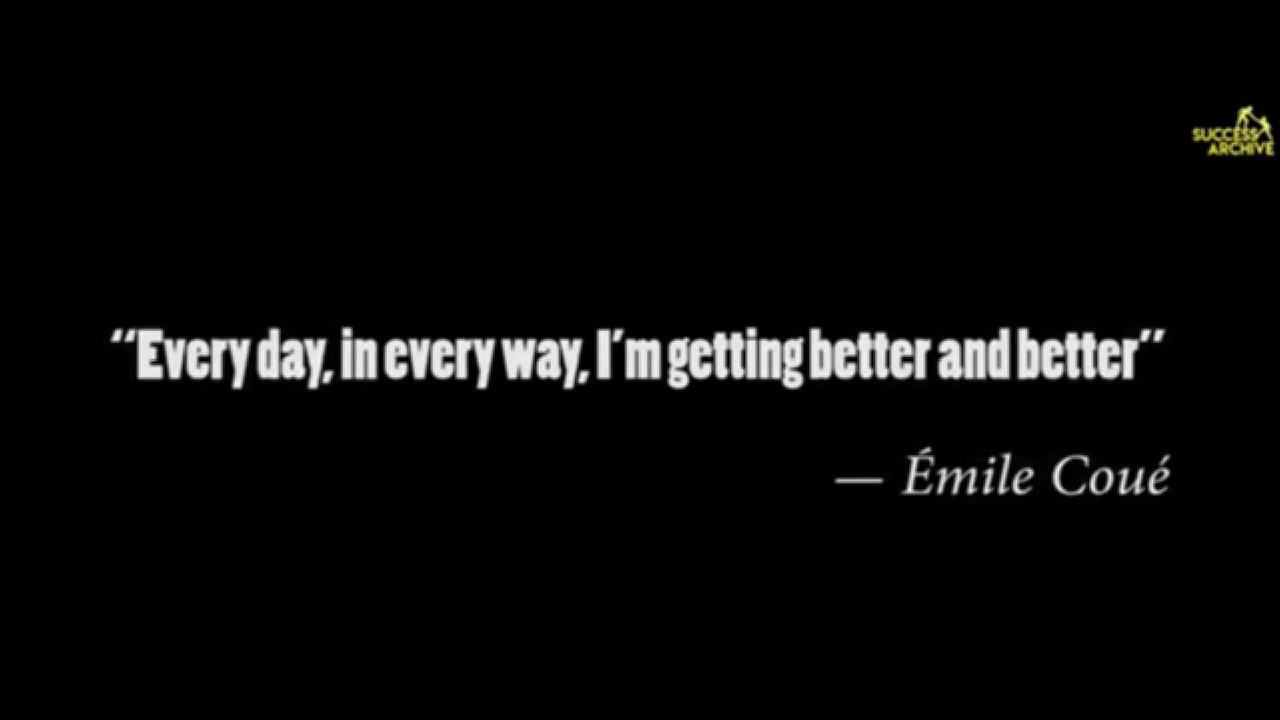 SUCCESS
ARCHIVE
“Every day, in every way, I'm getting better and better”
— Émile Coué